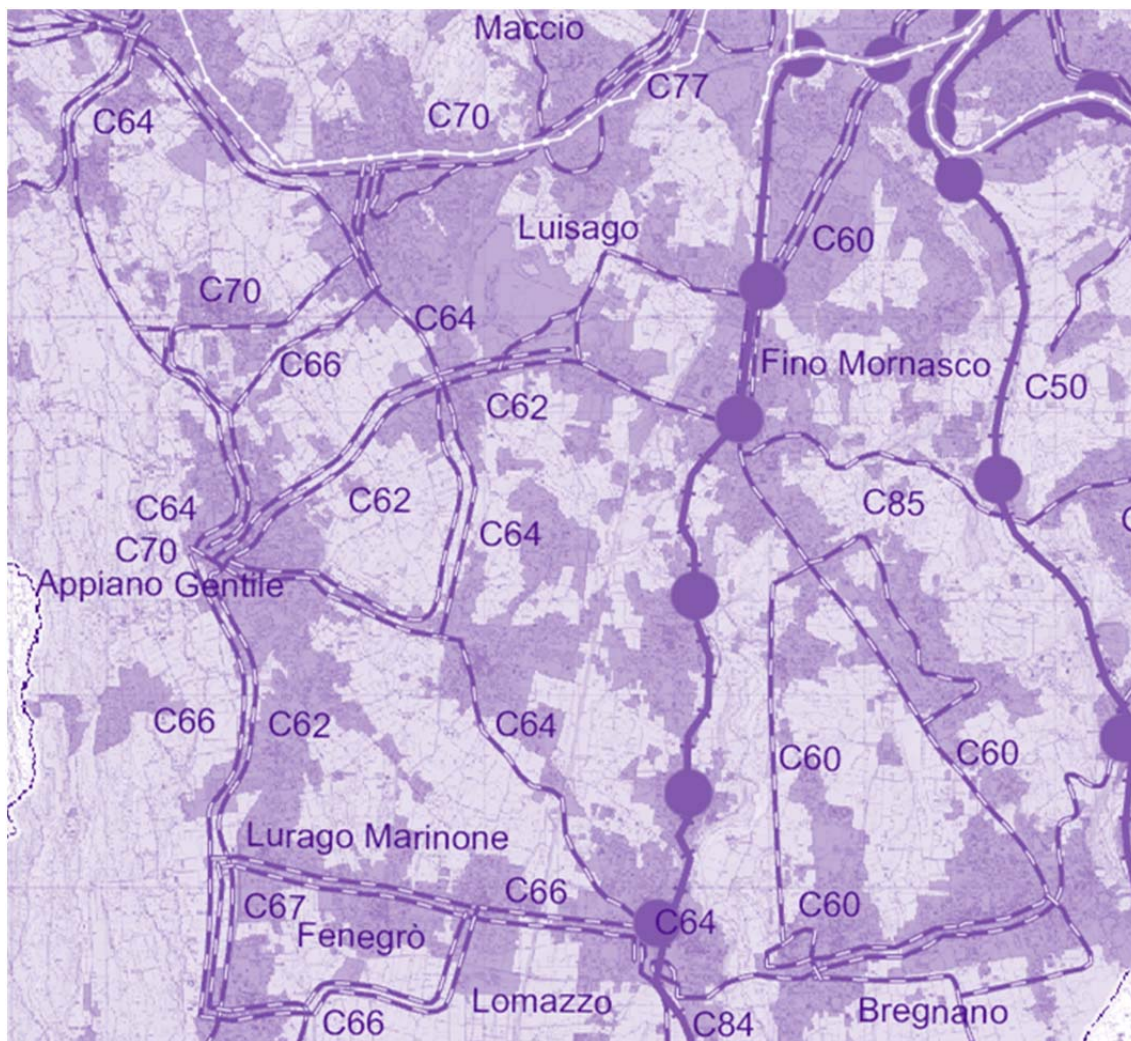 Maccio
C77
C64
C70
Luisago
C60
C70
C64
C66
Fino Mornasco
C50
C62
C62
C64
C85
C64
C70
Appiano Gentile
C66
C62
C64
C60
C60
Lurago Marinone
C66
C67
C64
C60
Fenegrò
Lomazzo
Bregnano
C66
C84